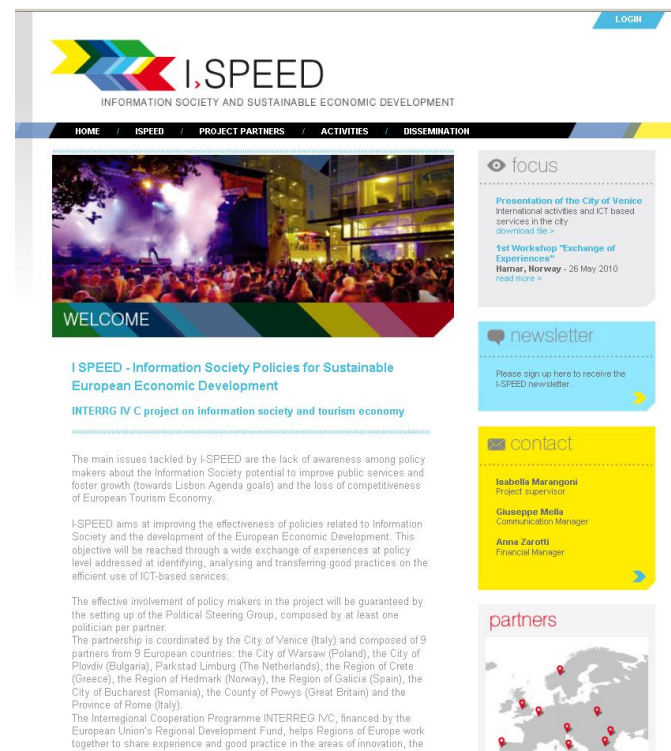 LOGIN
I.SPEED
INFORMATION SOCIETY AND SUSTAINABLE ECONOMIC DEVELOPMENT
HOME / ISPEED / PROJECT PARTNERS / ACTIVITIES / DISSEMINATION
WELCOME
I SPEED - Information Society Policies for Sustainable
European Economic Development
INTERRG IV C project on information society and tourism economy
The main issues tackled by I-SPEED are the lack of awareness among policy
makers about the Information Society potential to improve public services and
foster growth (towards Lisbon Agenda goals) and the loss of competitiveness
of European Tourism Economy.
I-SPEED aims at improving the effectiveness of policies related to Information
Society and the development of the European Economic Development. This
objective will be reached through a wide exchange of experiences at policy
level addressed at identifying, analysing and transferring good practices on the
efficient use of ICT-based services.
The effective involvement of policy makers in the project will be guaranteed by
the setting up of the Political Steering Group, composed by at least one
politician per partner.
The partnership is coordinated by the City of Venice (Italy) and composed of 9
partners from 9 European countries: the City of Warsaw (Poland), the City of
Plovdiv (Bulgaria), Parkstad Limburg (The Netherlands), the Region of Crete
(Greece), the Region of Hedmark (Norway), the Region of Galicia (Spain), the
City of Bucharest (Romania), the County of Powys (Great Britain) and the
Province of Rome (Italy).
The Interregional Cooperation Programme INTERREG IVC, financed by the
European Union's Regional Development Fund, helps Regions of Europe work
together to share experience and good practice in the areas of innovation, the
focus
Presentation of the City of Venice
International activities and ICT based
services in the city
download file »
1st Workshop "Exchange of
Experiences"
Hamar, Norway - 26 May 2010
read more »
newsletter
Please sign up here to receive the
I-SPEED newsletter.
contact
Isabella Marangoni
Project supervisor
Giuseppe Mella
Communication Manager
Anna Zarotti
Financial Manager
partners